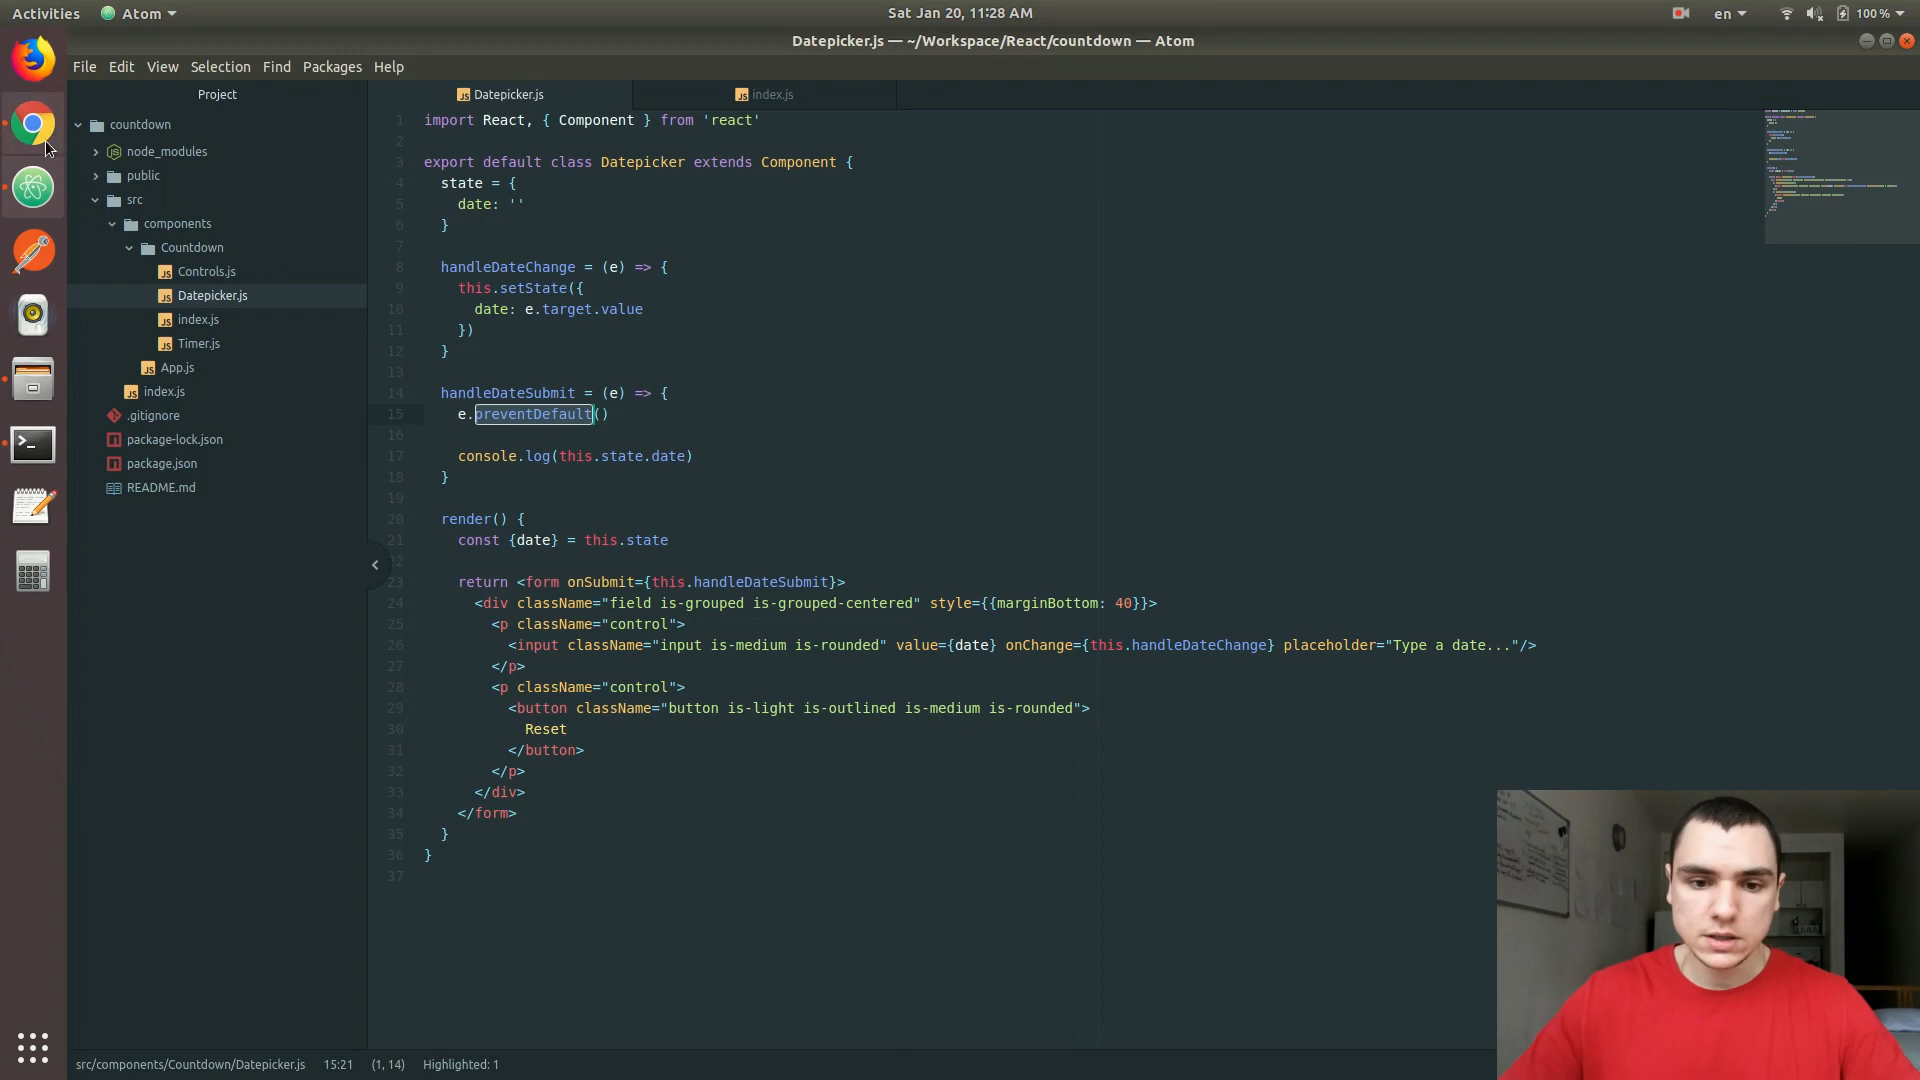 Activities Atom Sat Jan 20, 11:28 AM en 100 %
Datepicker.js — ~/Workspace/React/countdown — Atom
File Edit View Selection Find Packages Help
Project Datepicker.js index.js
countdown
node_modules
public
src
components
Countdown
Controls.js
Datepicker.js
index.js
Timer.js
App.js
index.js
.gitignore
package-lock.json
package.json
README.md
1 import React, { Component } from 'react'
2
3 export default class Datepicker extends Component {
4 state = {
5 date: ''
6 }
7
8 handleDateChange = (e) => {
9 this.setState({
10 date: e.target.value
11 })
12 }
13
14 handleDateSubmit = (e) => {
15 e.preventDefault()
16
17 console.log(this.state.date)
18 }
19
20 render() {
21 const {date} = this.state
22
23 return <form onSubmit={this.handleDateSubmit}>
24 <div className="field is-grouped is-grouped-centered" style={{marginBottom: 40}}>
25 <p className="control">
26 <input className="input is-medium is-rounded" value={date} onChange={this.handleDateChange} placeholder="Type a date..."/>
27 </p>
28 <p className="control">
29 <button className="button is-light is-outlined is-medium is-rounded">
30 Reset
31 </button>
32 </p>
33 </div>
34 </form>
35 }
36 }
37
src/components/Countdown/Datepicker.js 15:21 (1, 14) Highlighted: 1